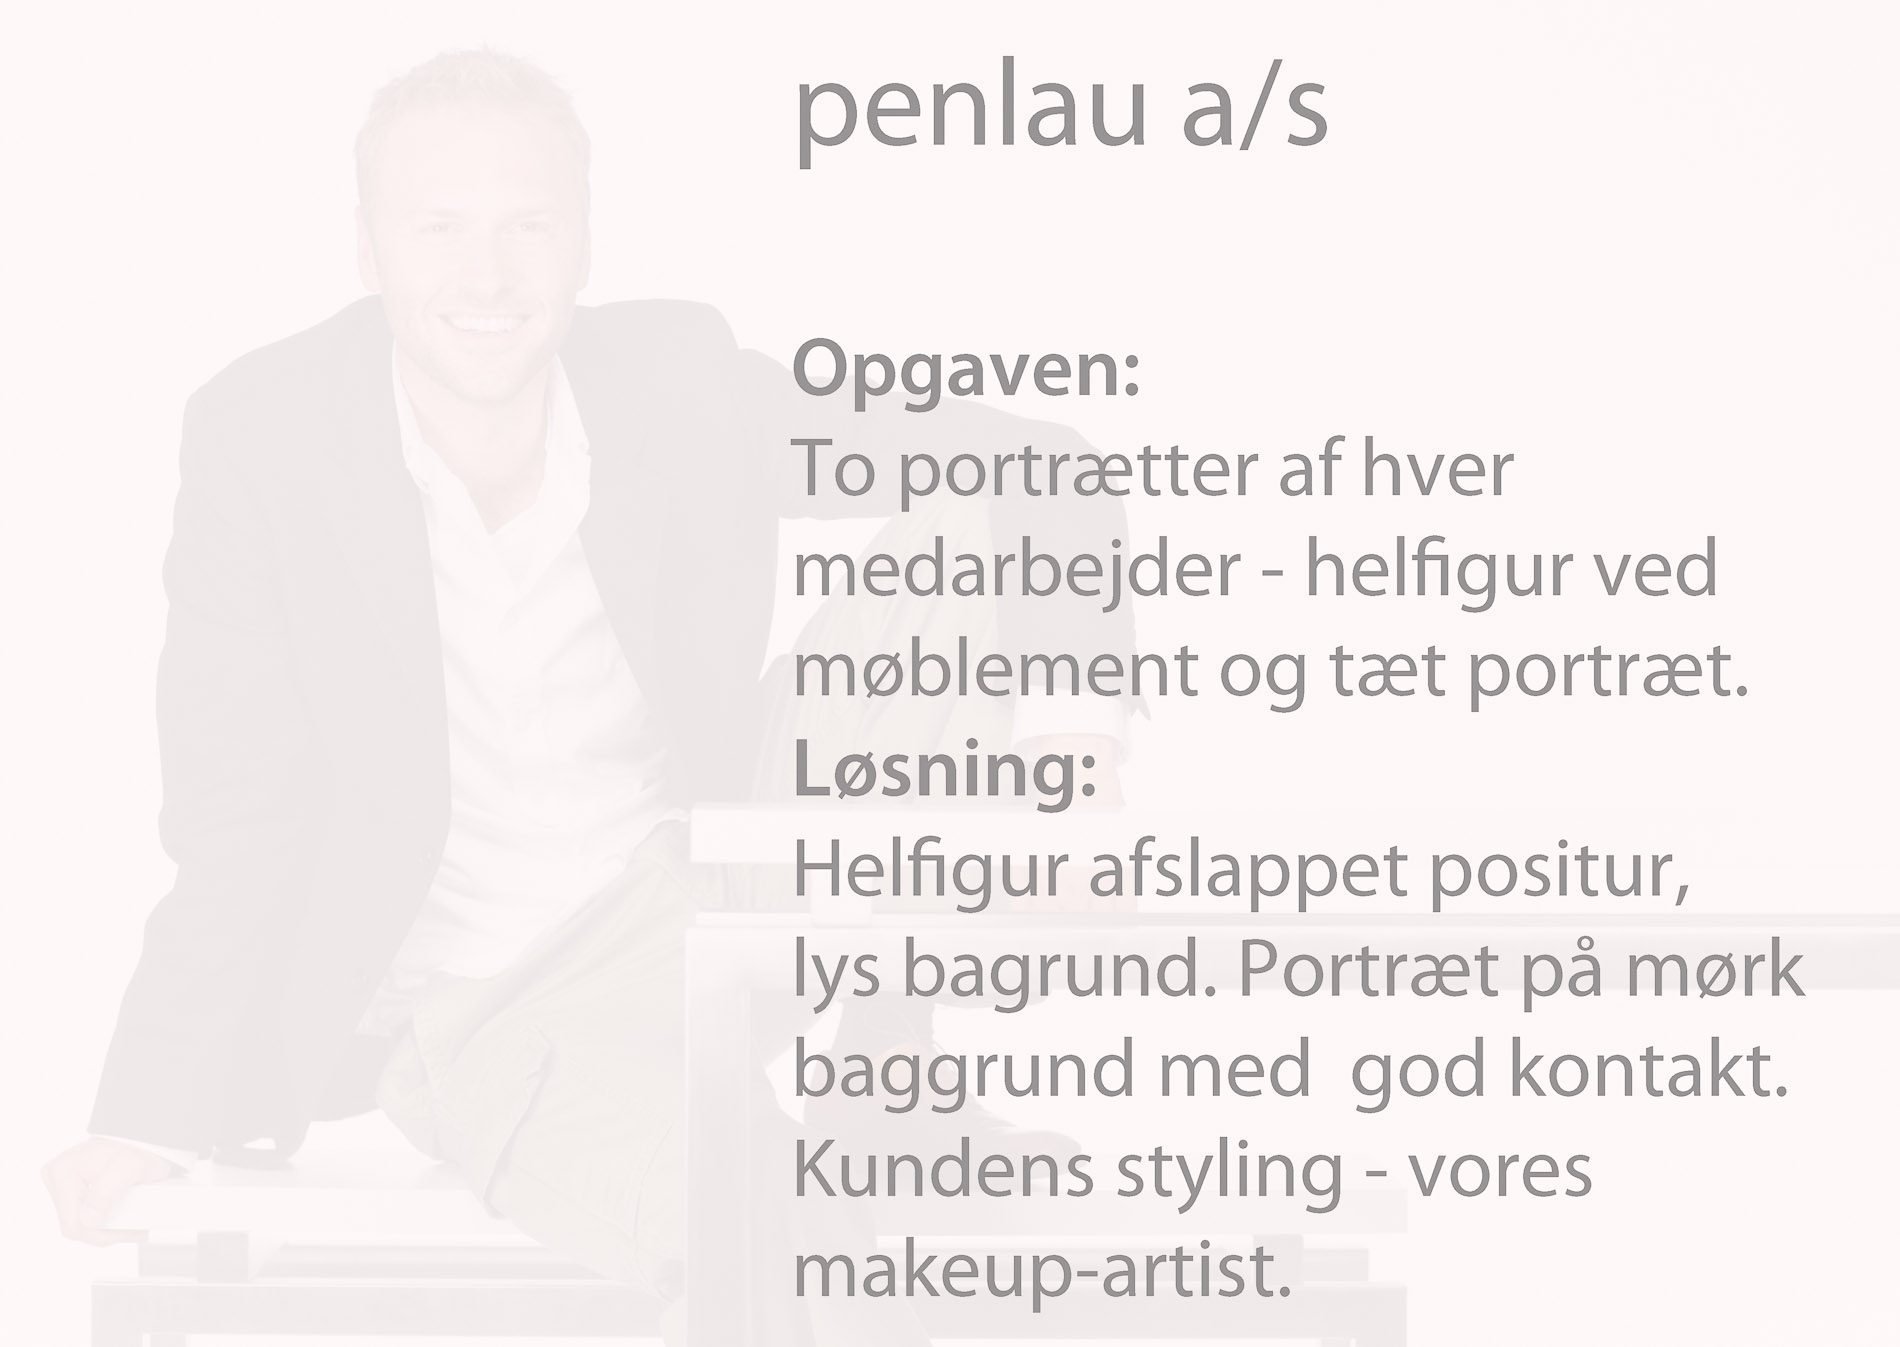 penlau a/s
Opgaven:
To portrætter af hver
medarbejder - helfigur ved
møblement og tæt portræt.
Løsning:
Helfigur afslappet positur,
lys bagrund. Portræt på mørk
baggrund med  god kontakt.
Kundens styling - vores
makeup-artist.